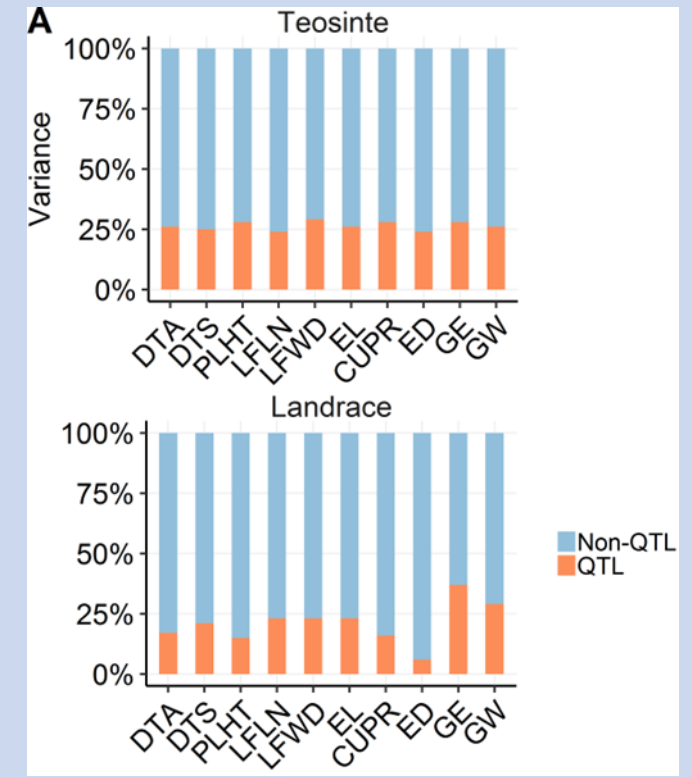 A
Teosinte
Variance
100%
75%
50%
25%
0%
DTA DTS PLHT LFLN LFWD EL CUPR ED GE GW
Landrace
100%
75%
50%
25%
0%
DTA DTS PLHT LFLN LFWD EL CUPR ED GE GW
Non-QTL
QTL